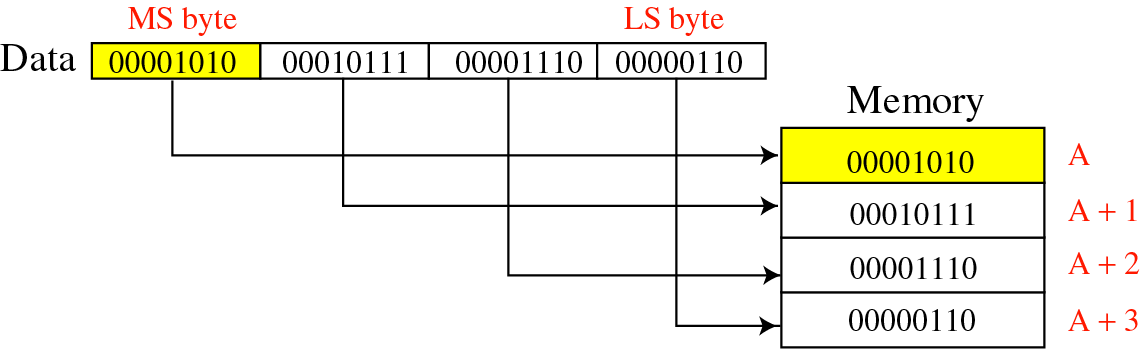 MS byte LS byte
Data 00001010 00010111 00001110 00000110
Memory
00001010 A
00010111 A + 1
00001110 A + 2
00000110 A + 3